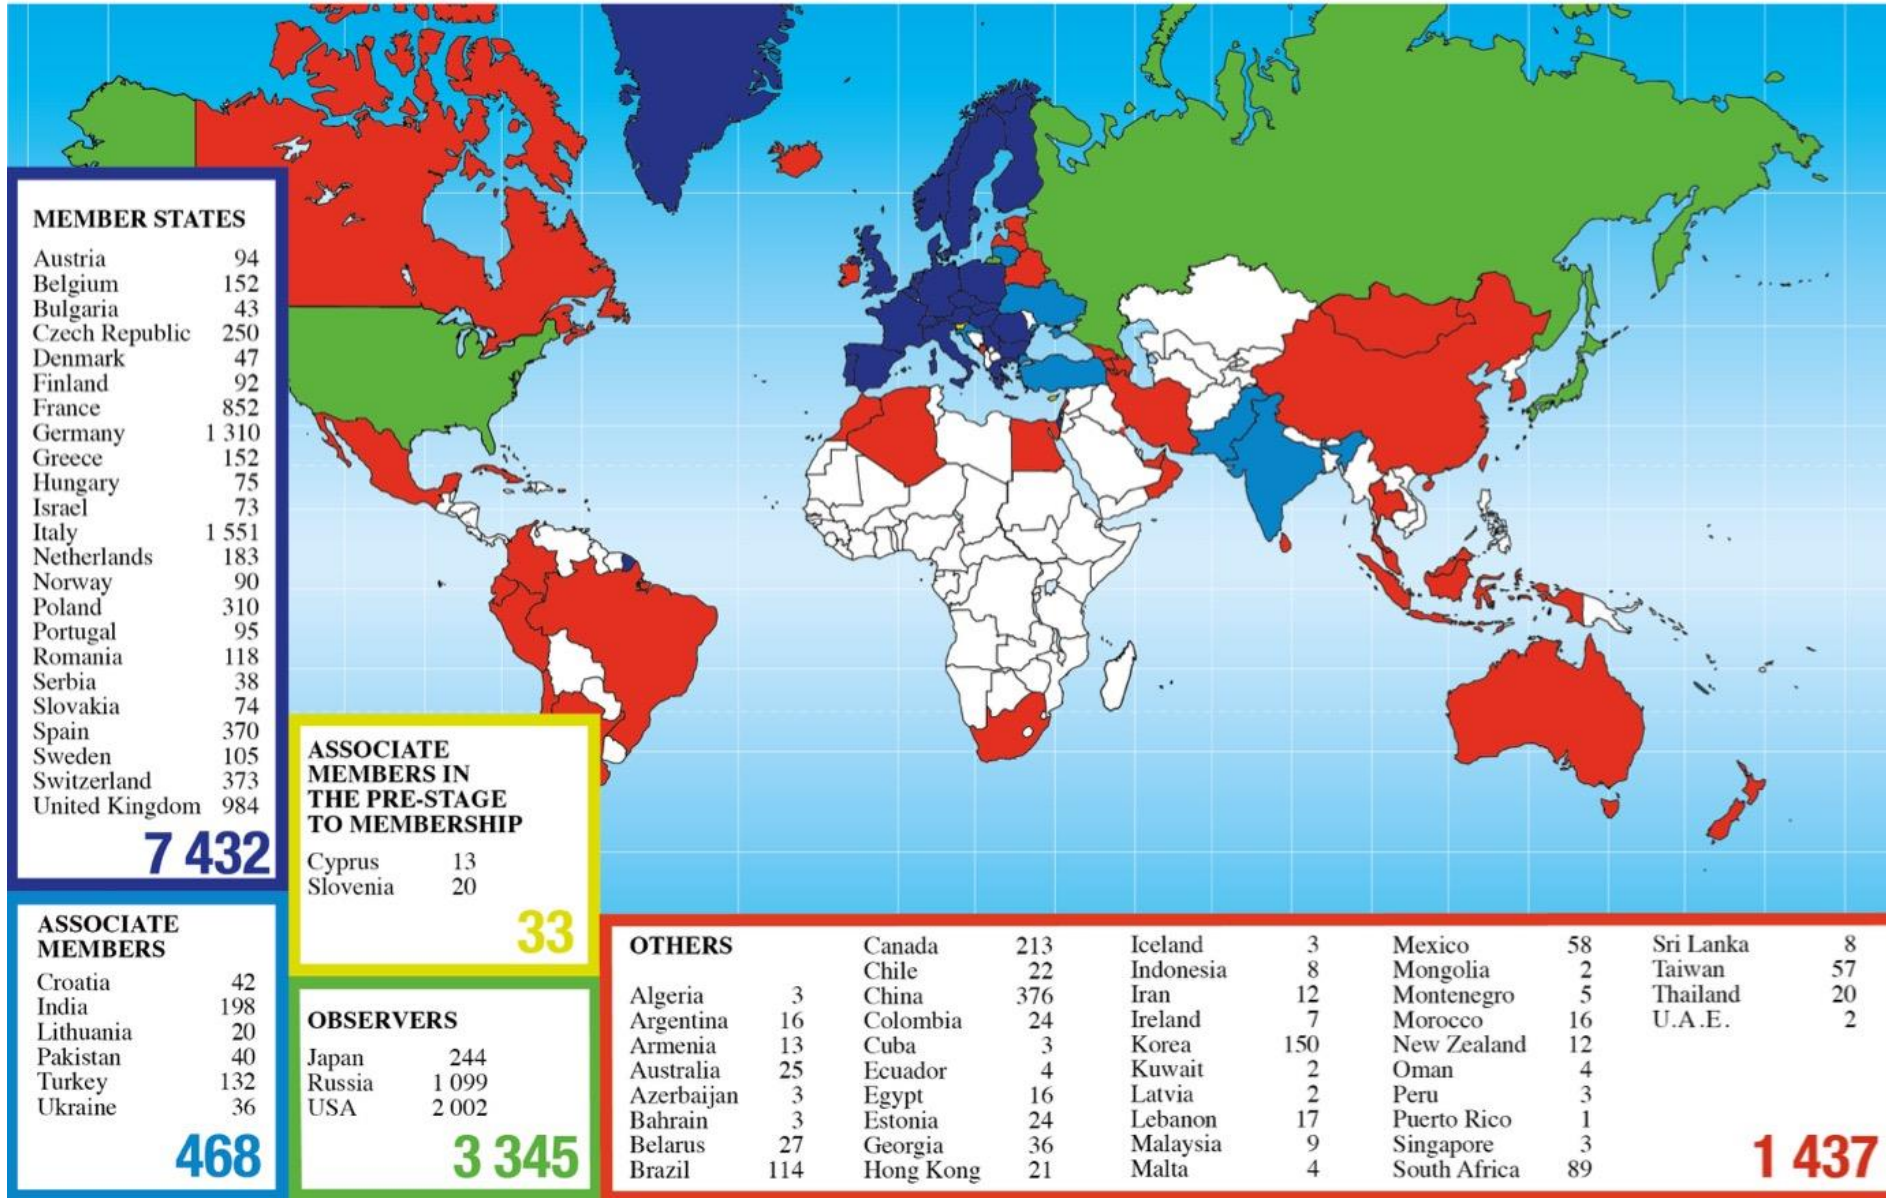 MEMBER STATES
Austria 94
Belgium 152
Bulgaria 43
Czech Republic 250
Denmark 47
Finland 92
France 852
Germany 1 310
Greece 152
Hungary 75
Israel 73
Italy 1 551
Netherlands 183
Norway 90
Poland 310
Portugal 95
Romania 118
Serbia 38
Slovakia 74
Spain 370
Sweden 105
Switzerland 373
United Kingdom 984
7 432
ASSOCIATE
MEMBERS
Croatia 42
India 198
Lithuania 20
Pakistan 40
Turkey 132
Ukraine 36
468
ASSOCIATE
MEMBERS IN
THE PRE-STAGE
TO MEMBERSHIP
Cyprus 13
Slovenia 20
33
OBSERVERS
Japan 244
Russia 1 099
USA 2 002
3 345
OTHERS
Algeria 3
Argentina 16
Armenia 13
Australia 25
Azerbaijan 3
Bahrain 3
Belarus 27
Brazil 114
Canada 213
Chile 22
China 376
Colombia 24
Cuba 3
Ecuador 4
Egypt 16
Estonia 24
Georgia 36
Hong Kong 21
Iceland 3
Indonesia 8
Iran 12
Ireland 7
Korea 150
Kuwait 2
Latvia 2
Lebanon 17
Malaysia 9
Malta 4
Mexico 58
Mongolia 2
Montenegro 5
Morocco 16
New Zealand 12
Oman 4
Peru 3
Puerto Rico 1
Singapore 3
South Africa 89
Sri Lanka 8
Taiwan 57
Thailand 20
U.A.E. 2
1 437